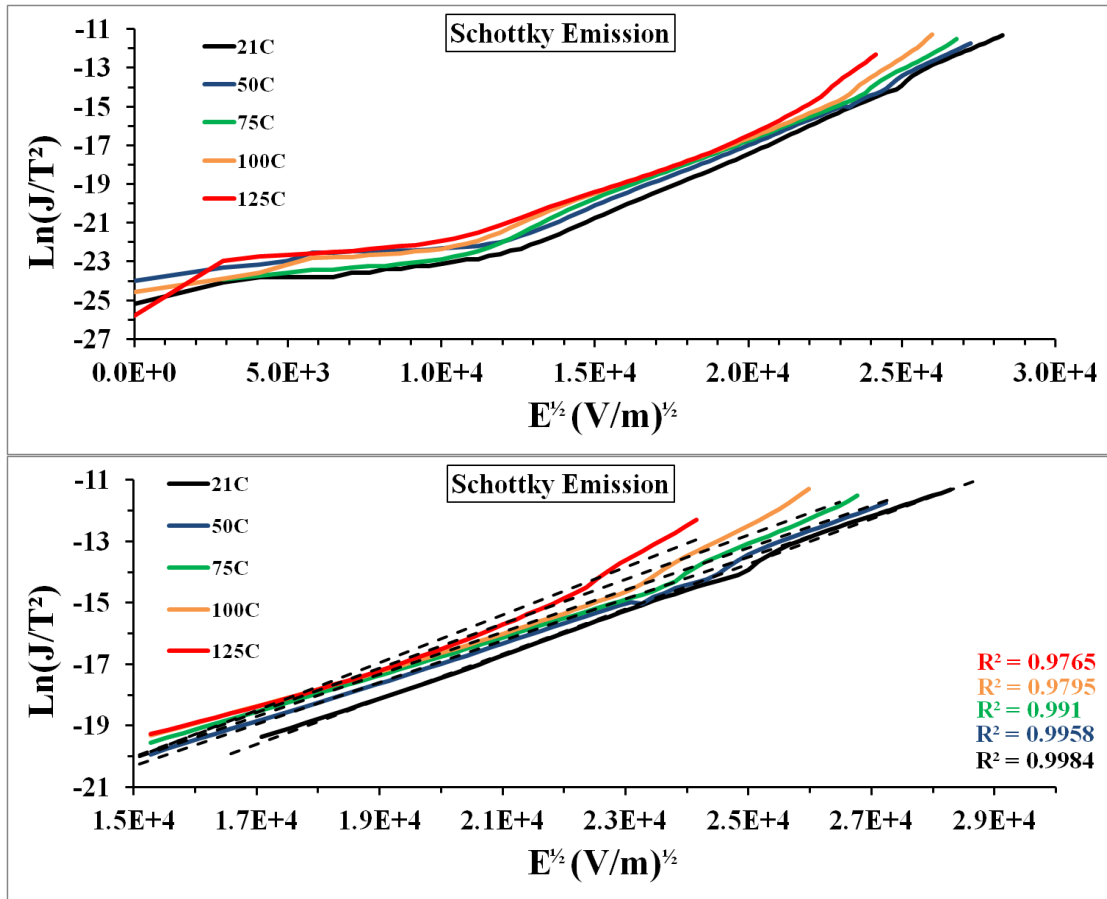 Schottky Emission
21C
50C
75C
100C
125C
-11
-13
-15
-17
-19
-21
-23
-25
-27
Ln(J/T²)
0.0E+0
5.0E+3
1.0E+4
1.5E+4
2.0E+4
2.5E+4
3.0E+4
E^½ (V/m)^½
Schottky Emission
21C
50C
75C
100C
125C
-11
-13
-15
-17
-19
-21
Ln(J/T²)
R² = 0.9765
R² = 0.9795
R² = 0.991
R² = 0.9958
R² = 0.9984
1.5E+4
1.7E+4
1.9E+4
2.1E+4
2.3E+4
2.5E+4
2.7E+4
2.9E+4
E^½ (V/m)^½